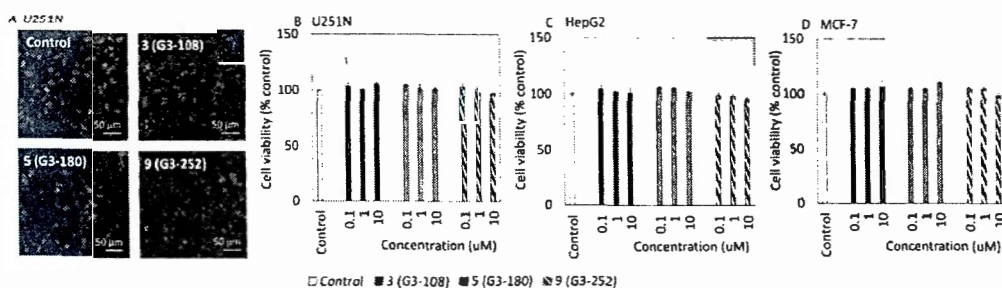 A U251N
Control
50 µm
3 (G3-108)
50 µm
5 (G3-180)
50 µm
9 (G3-252)
50 µm
B U251N
Cell viability (% control)
150
100
50
0
Control
0.1
1
10
0.1
1
10
0.1
1
10
Concentration (uM)
C HepG2
Cell viability (% control)
150
100
50
0
Control
0.1
1
10
0.1
1
10
0.1
1
10
Concentration (uM)
D MCF-7
Cell viability (% control)
150
100
50
0
Control
0.1
1
10
0.1
1
10
0.1
1
10
Concentration (uM)
Control 3 (G3-108) 5 (G3-180) 9 (G3-252)